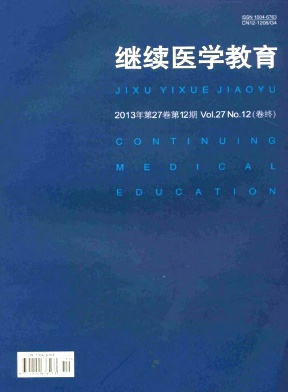 ISSN 1004-6763
CN12-1206/G4
继续医学教育
JIXU YIXUE JIAOYU
2013年第27卷第12期 Vol.27 No.12(卷终)
CONTINUING
MEDICAL
EDUCATION